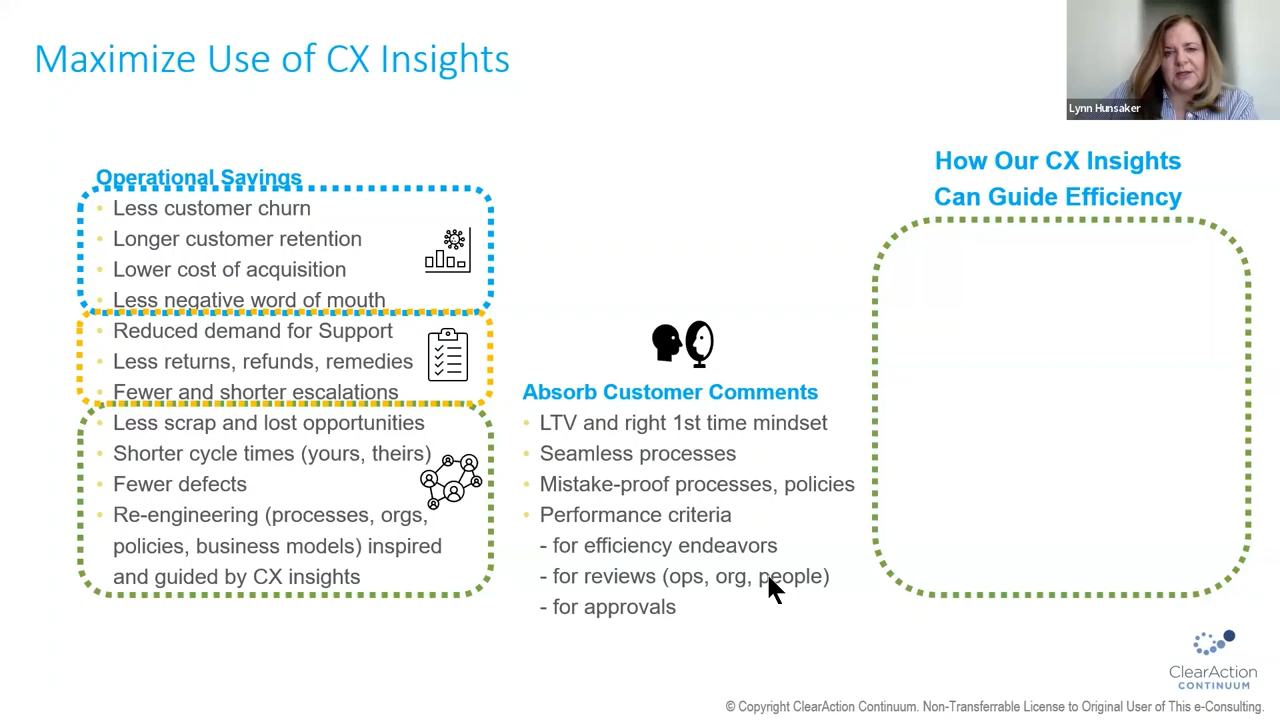 Maximize Use of CX Insights
Lynn Hunsaker
Operational Savings
• Less customer churn
• Longer customer retention
• Lower cost of acquisition
• Less negative word of mouth
• Reduced demand for Support
• Less returns, refunds, remedies
• Fewer and shorter escalations
• Less scrap and lost opportunities
• Shorter cycle times (yours, theirs)
• Fewer defects
• Re-engineering (processes, orgs,
policies, business models) inspired
and guided by CX insights
Absorb Customer Comments
• LTV and right 1st time mindset
• Seamless processes
• Mistake-proof processes, policies
• Performance criteria
- for efficiency endeavors
- for reviews (ops, org, people)
- for approvals
How Our CX Insights
Can Guide Efficiency
ClearAction
CONTINUUM
© Copyright ClearAction Continuum. Non-Transferrable License to Original User of This e-Consulting.